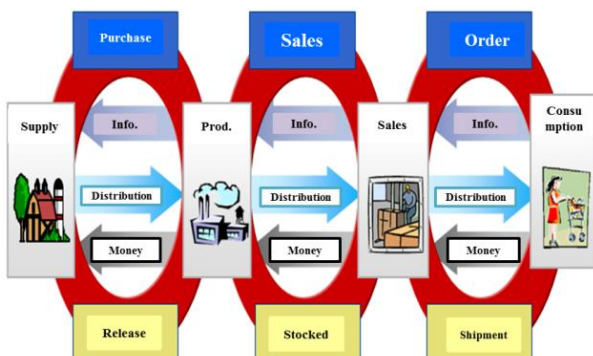 Purchase
Sales
Order
Supply
Info.
Prod.
Info.
Sales
Info.
Consu
mption
Distribution
Distribution
Distribution
Money
Money
Money
Release
Stocked
Shipment